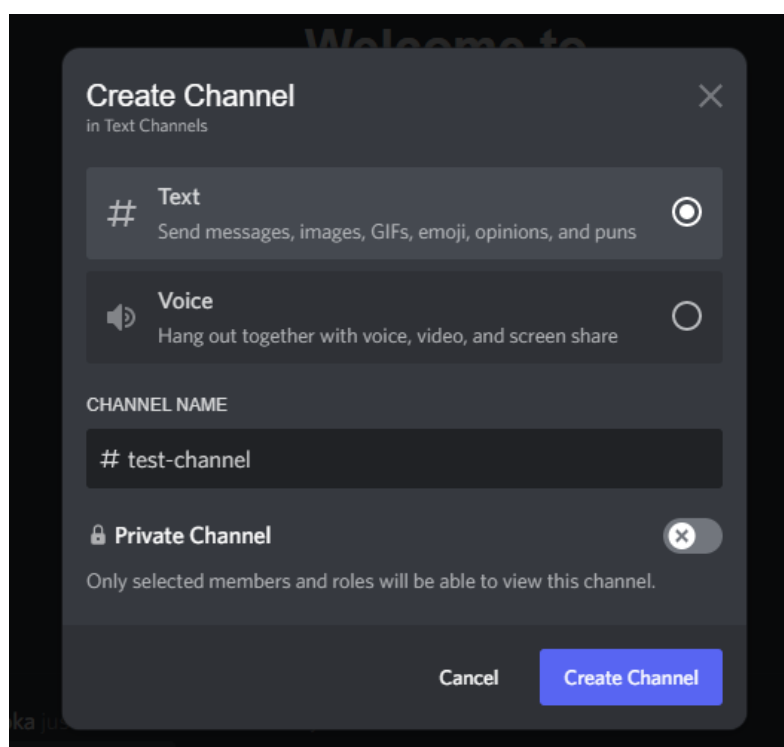 Welcome to
Create Channel
in Text Channels
# Text
Send messages, images, GIFs, emoji, opinions, and puns
Voice
Hang out together with voice, video, and screen share
CHANNEL NAME
# test-channel
Private Channel
Only selected members and roles will be able to view this channel.
Cancel Create Channel